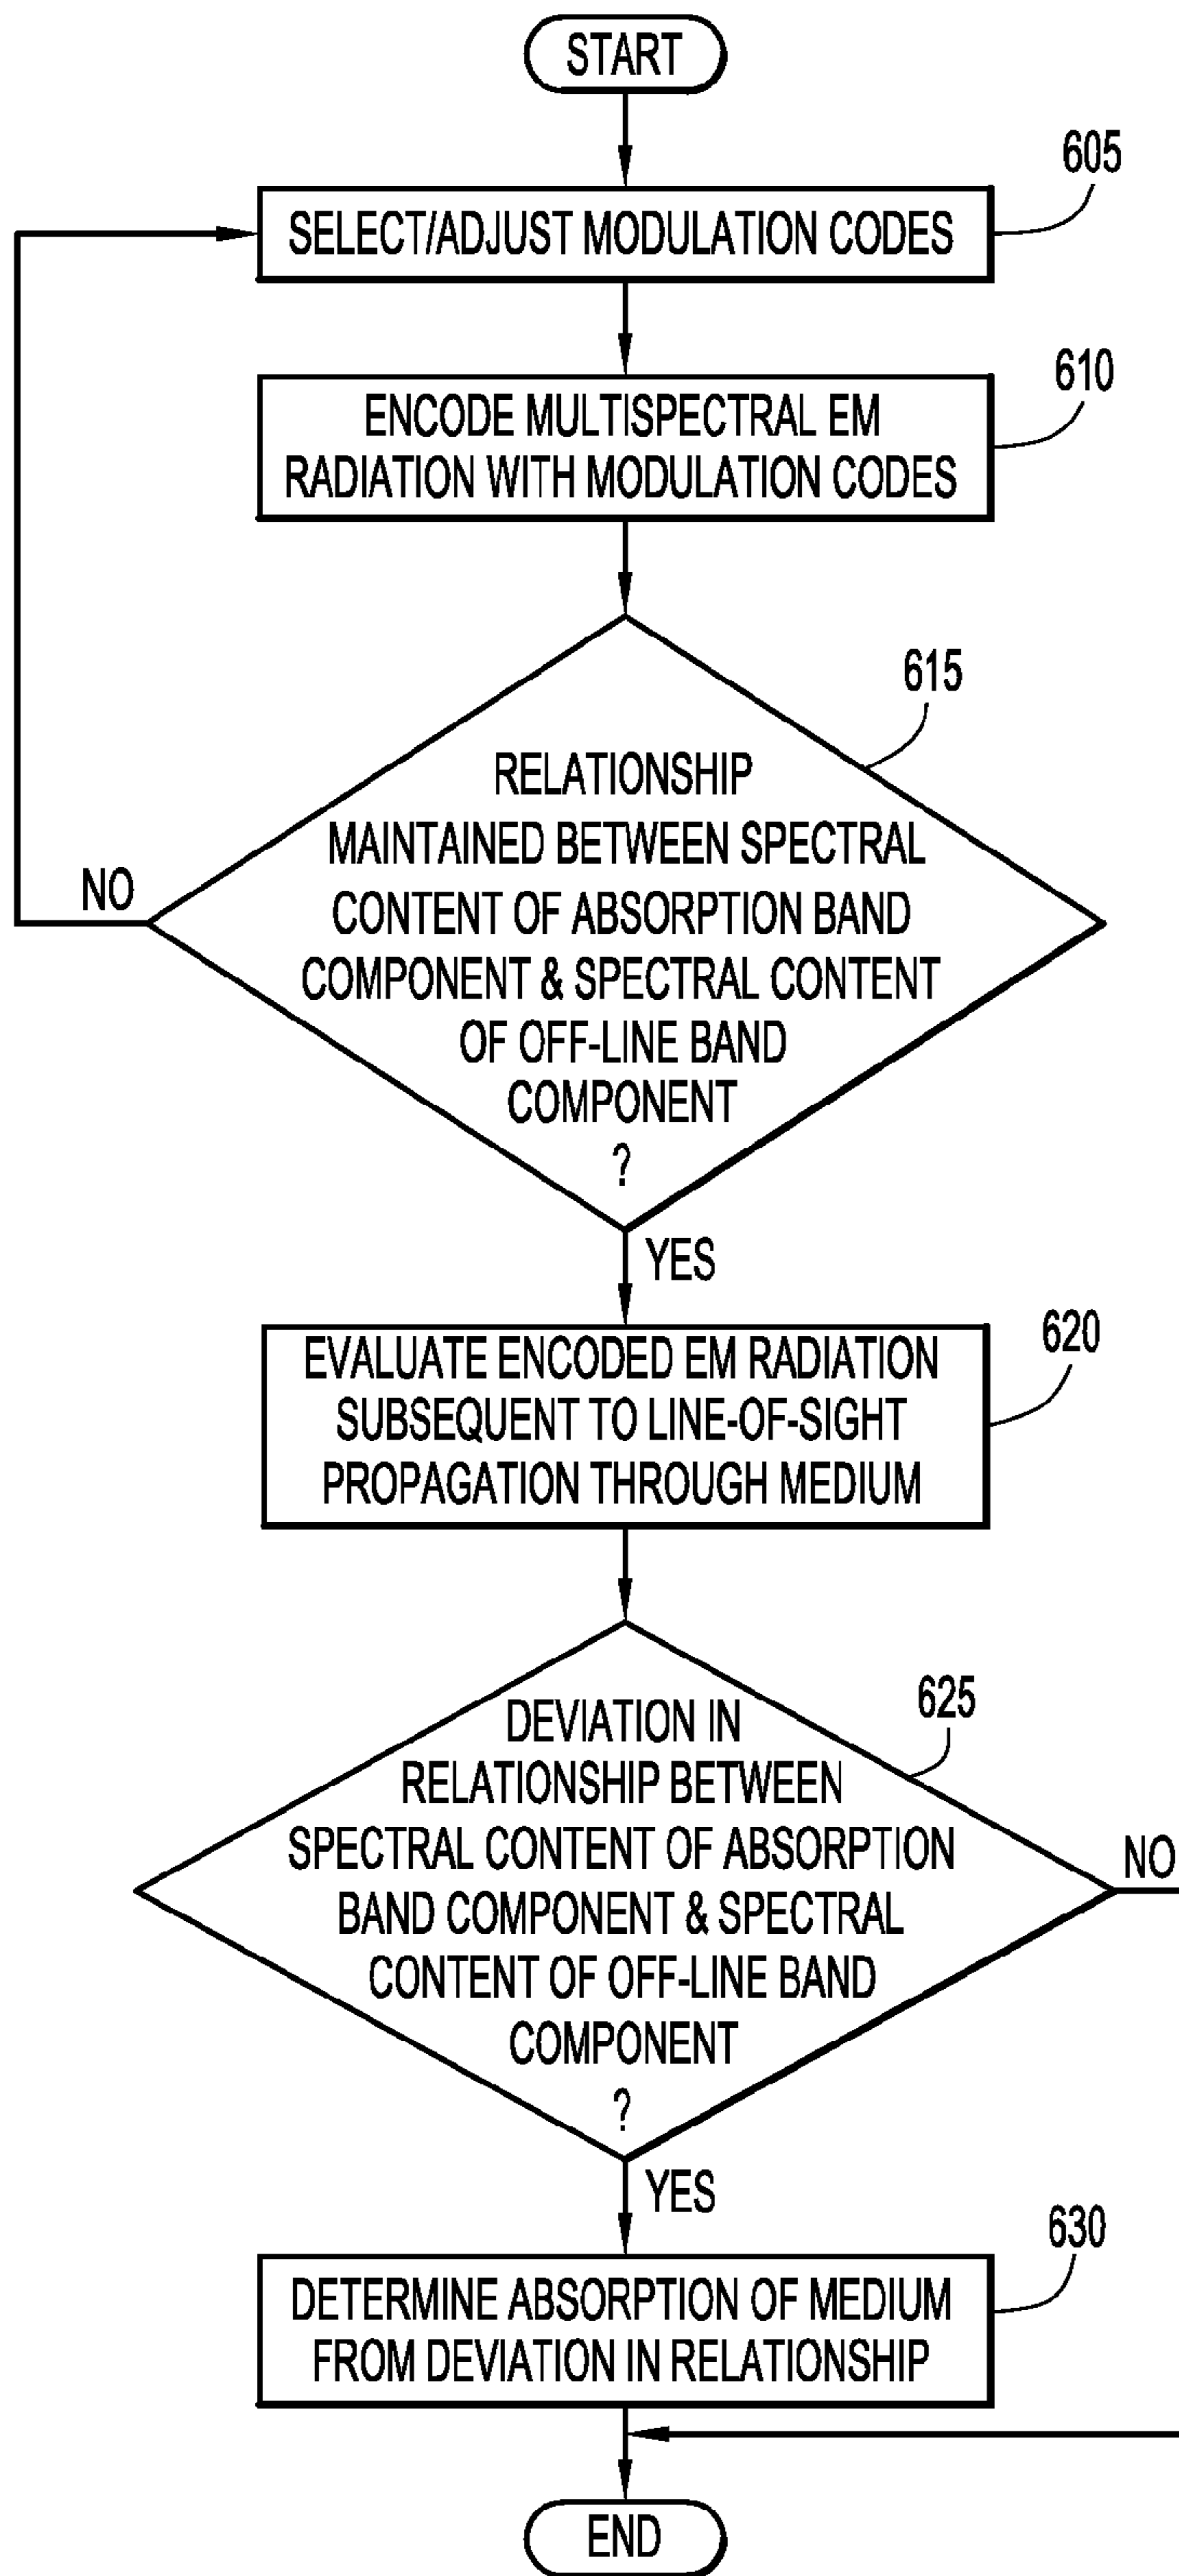 START
605
SELECT/ADJUST MODULATION CODES
610
ENCODE MULTISPECTRAL EM
RADIATION WITH MODULATION CODES
615
RELATIONSHIP
MAINTAINED BETWEEN SPECTRAL
CONTENT OF ABSORPTION BAND
COMPONENT & SPECTRAL CONTENT
OF OFF-LINE BAND
COMPONENT
?
NO
YES
620
EVALUATE ENCODED EM RADIATION
SUBSEQUENT TO LINE-OF-SIGHT
PROPAGATION THROUGH MEDIUM
625
DEVIATION IN
RELATIONSHIP BETWEEN
SPECTRAL CONTENT OF ABSORPTION
BAND COMPONENT & SPECTRAL
CONTENT OF OFF-LINE BAND
COMPONENT
?
NO
YES
630
DETERMINE ABSORPTION OF MEDIUM
FROM DEVIATION IN RELATIONSHIP
END